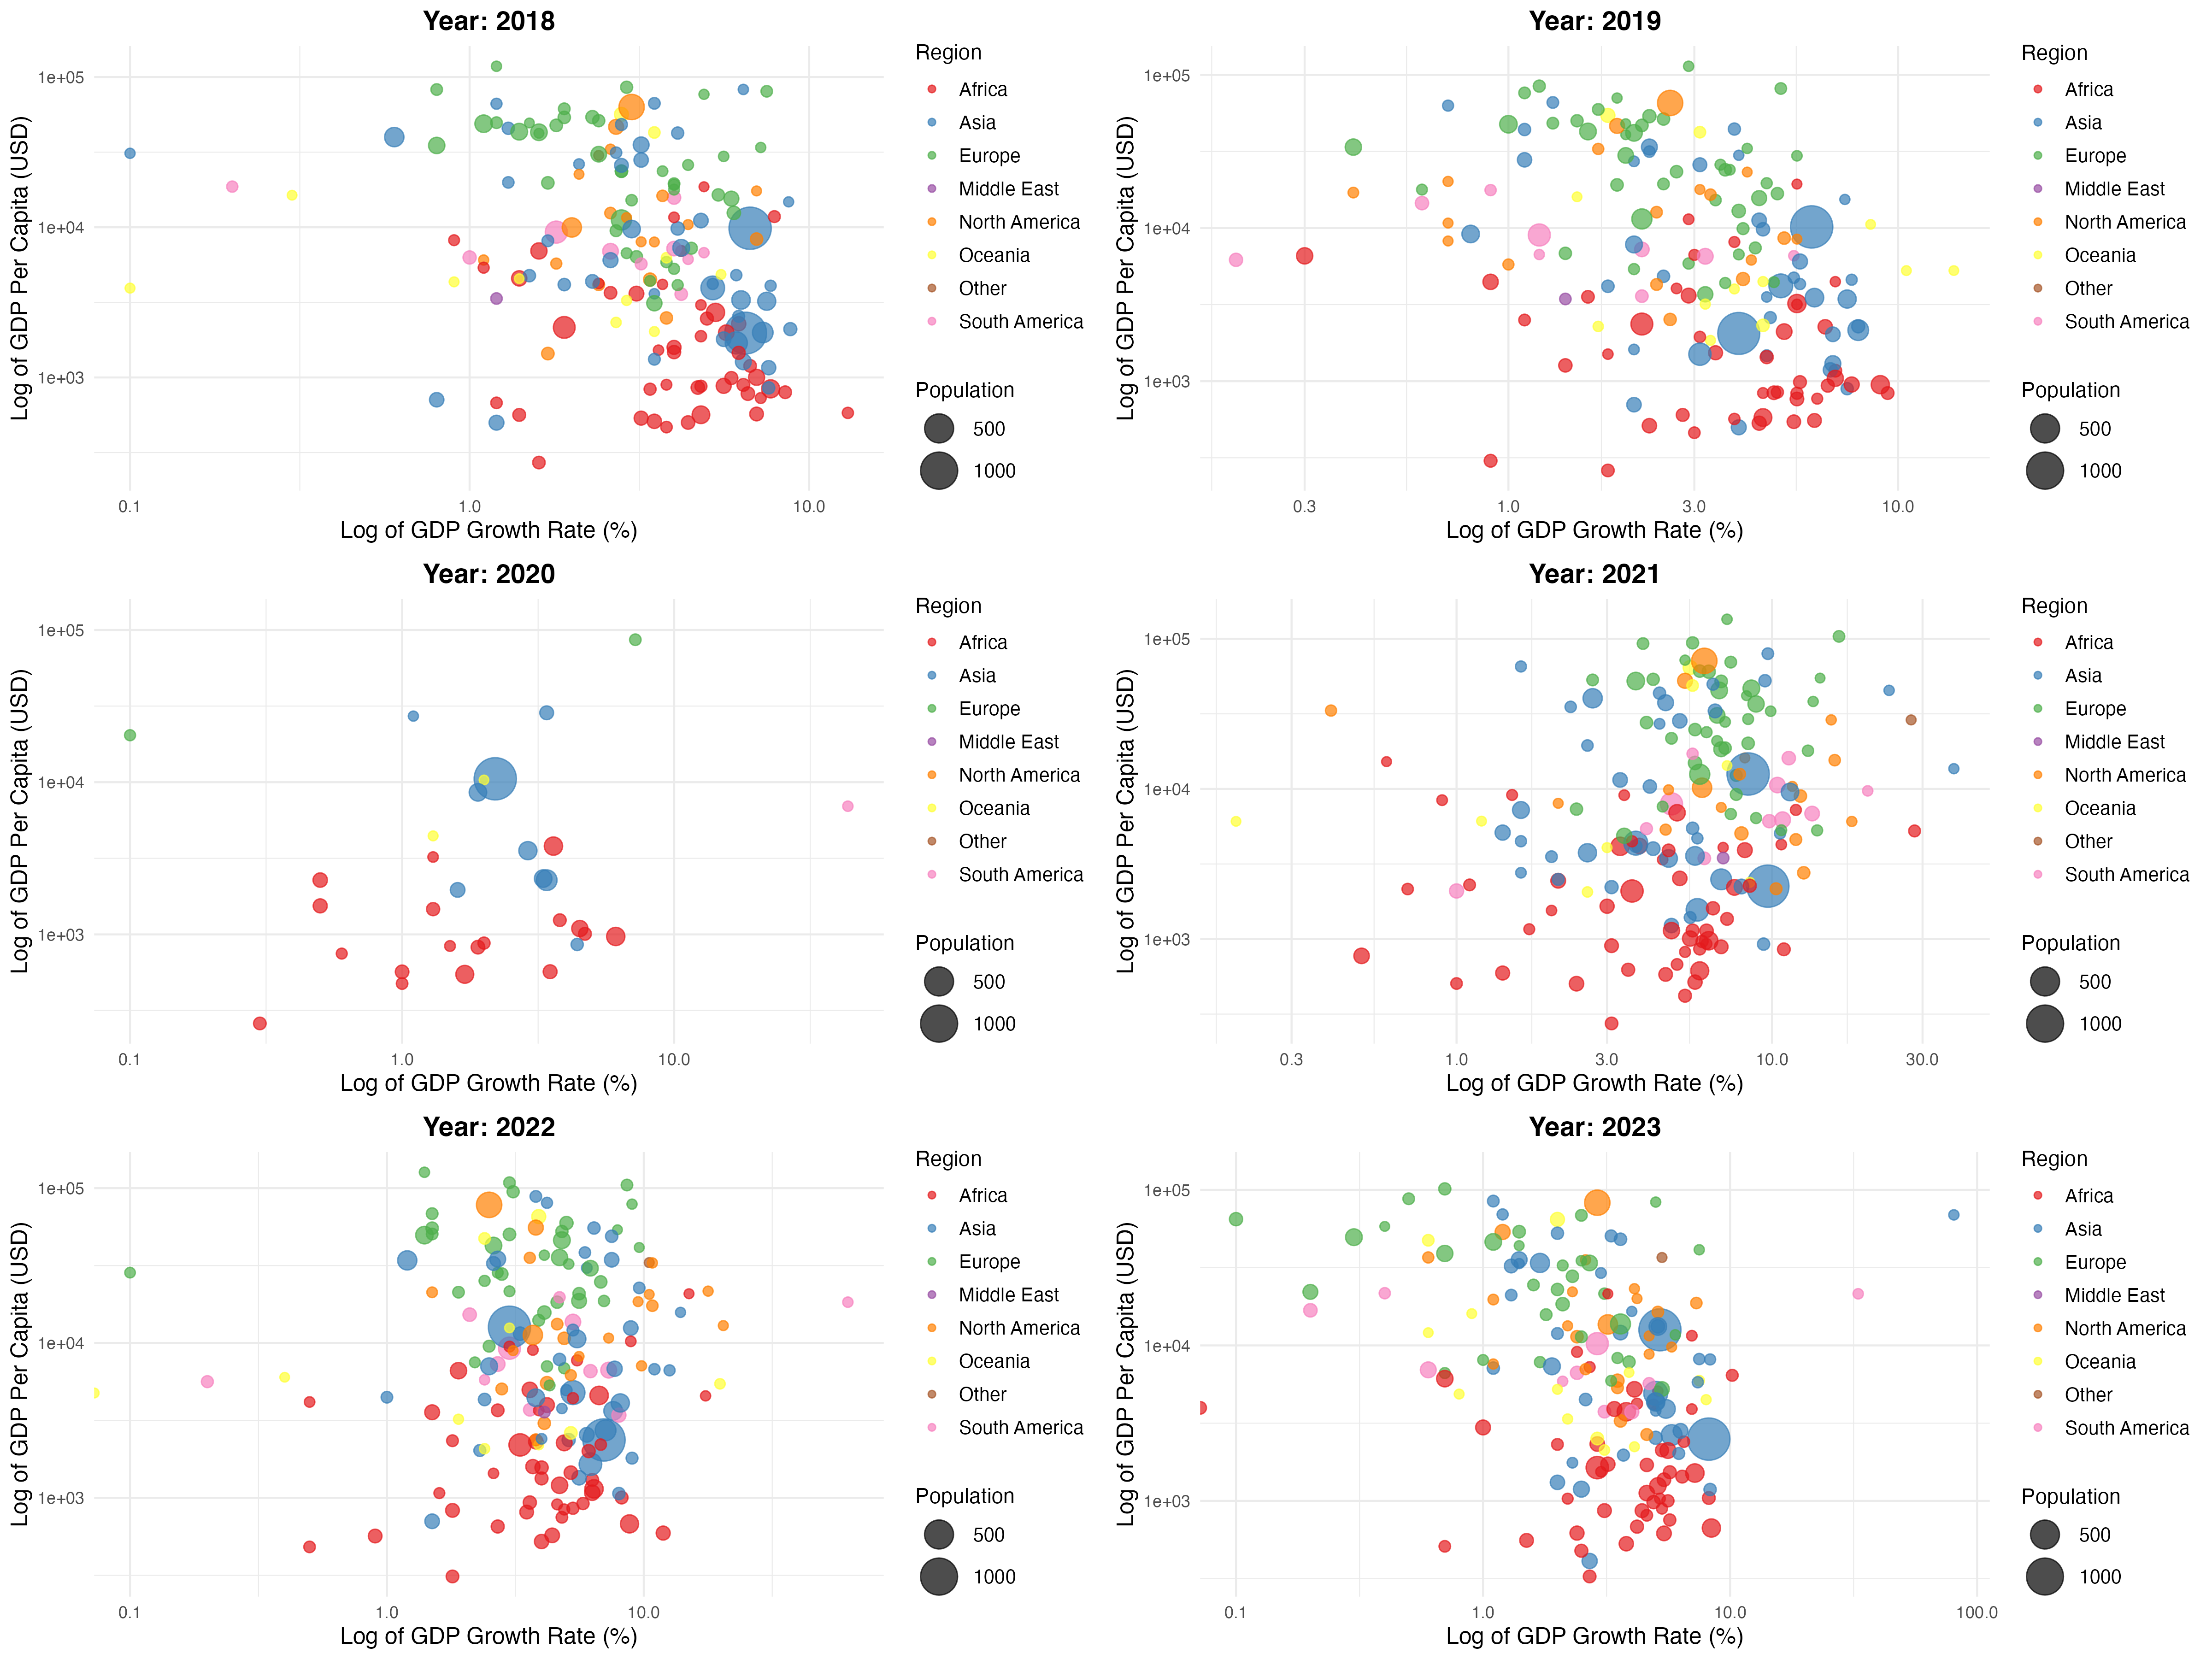 Year: 2018
Log of GDP Per Capita (USD)
1e+05
1e+04
1e+03
0.1
1.0
10.0
Log of GDP Growth Rate (%)
Region
Africa
Asia
Europe
Middle East
North America
Oceania
Other
South America
Population
500
1000
Year: 2019
Log of GDP Per Capita (USD)
1e+05
1e+04
1e+03
0.3
1.0
3.0
10.0
Log of GDP Growth Rate (%)
Region
Africa
Asia
Europe
Middle East
North America
Oceania
Other
South America
Population
500
1000
Year: 2020
Log of GDP Per Capita (USD)
1e+05
1e+04
1e+03
0.1
1.0
10.0
Log of GDP Growth Rate (%)
Region
Africa
Asia
Europe
Middle East
North America
Oceania
Other
South America
Population
500
1000
Year: 2021
Log of GDP Per Capita (USD)
1e+05
1e+04
1e+03
0.3
1.0
3.0
10.0
30.0
Log of GDP Growth Rate (%)
Region
Africa
Asia
Europe
Middle East
North America
Oceania
Other
South America
Population
500
1000
Year: 2022
Log of GDP Per Capita (USD)
1e+05
1e+04
1e+03
0.1
1.0
10.0
Log of GDP Growth Rate (%)
Region
Africa
Asia
Europe
Middle East
North America
Oceania
Other
South America
Population
500
1000
Year: 2023
Log of GDP Per Capita (USD)
1e+05
1e+04
1e+03
0.1
1.0
10.0
100.0
Log of GDP Growth Rate (%)
Region
Africa
Asia
Europe
Middle East
North America
Oceania
Other
South America
Population
500
1000